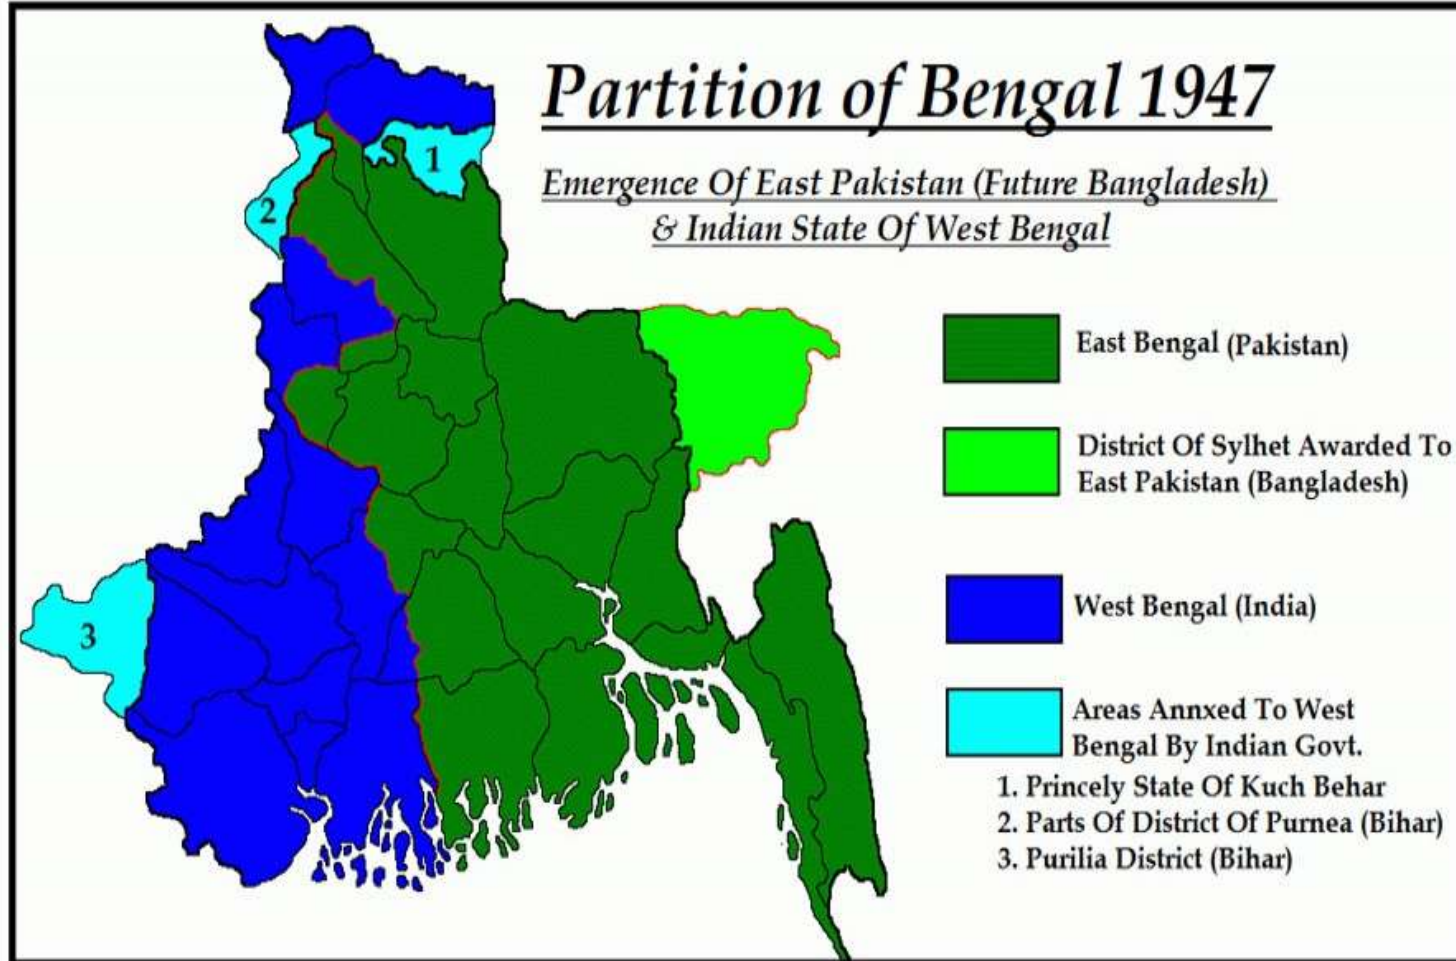 Partition of Bengal 1947
Emergence Of East Pakistan (Future Bangladesh)
& Indian State Of West Bengal
1
2
3
East Bengal (Pakistan)
District Of Sylhet Awarded To
East Pakistan (Bangladesh)
West Bengal (India)
Areas Annxed To West
Bengal By Indian Govt.
1. Princely State Of Kuch Behar
2. Parts Of District Of Purnea (Bihar)
3. Purilia District (Bihar)